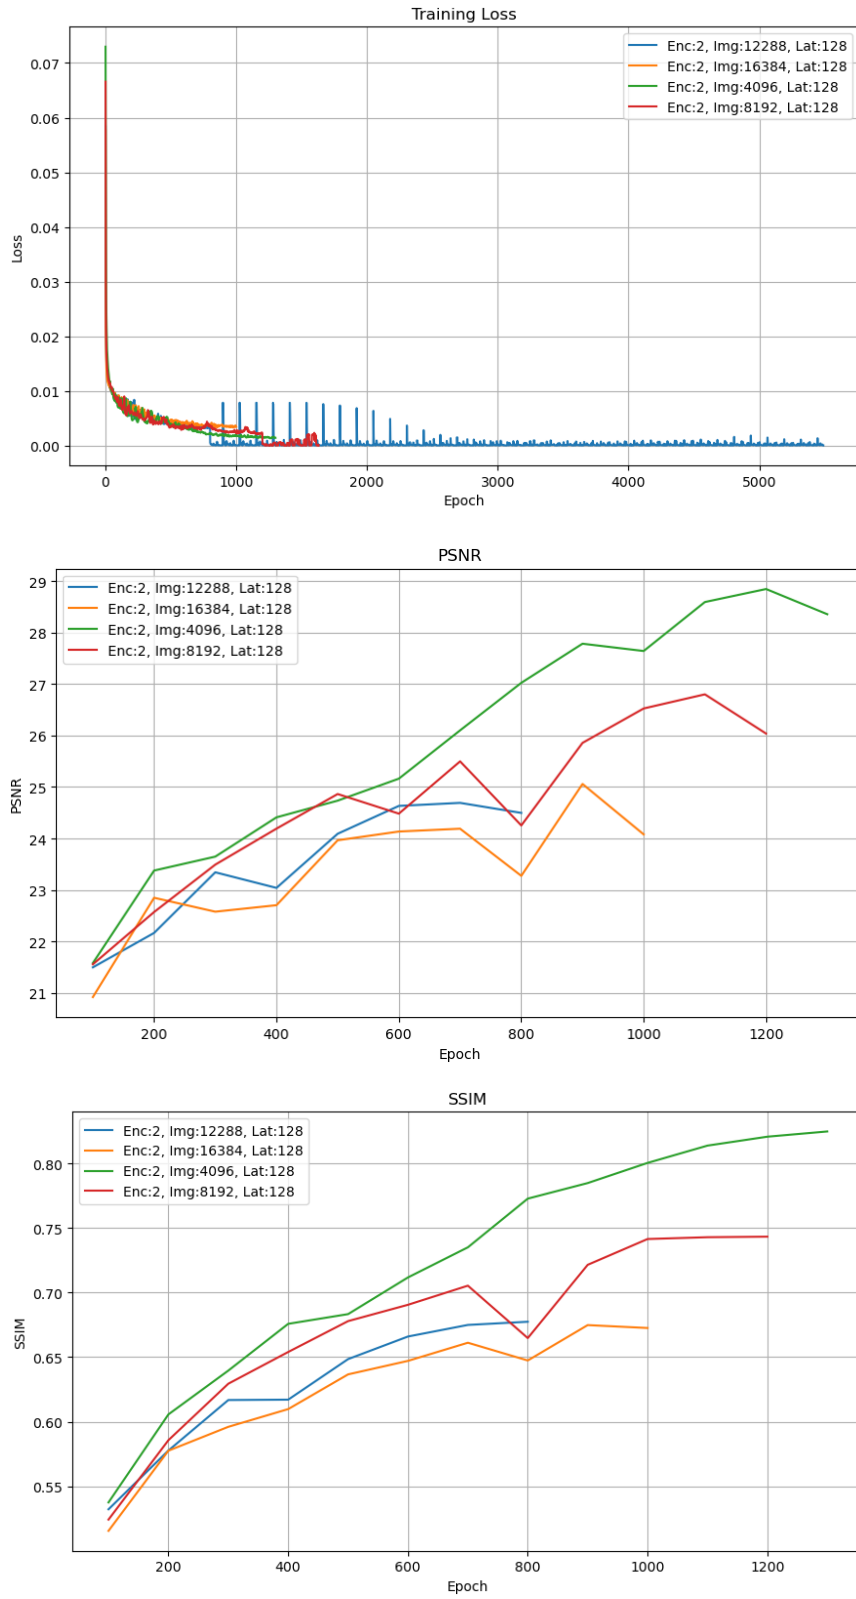 Training Loss
Enc:2, Img:12288, Lat:128
Enc:2, Img:16384, Lat:128
Enc:2, Img:4096, Lat:128
Enc:2, Img:8192, Lat:128
0.07
0.06
0.05
0.04
0.03
0.02
0.01
0.00
Loss
0 1000 2000 3000 4000 5000
Epoch
PSNR
Enc:2, Img:12288, Lat:128
Enc:2, Img:16384, Lat:128
Enc:2, Img:4096, Lat:128
Enc:2, Img:8192, Lat:128
29
28
27
26
25
24
23
22
21
PSNR
200 400 600 800 1000 1200
Epoch
SSIM
Enc:2, Img:12288, Lat:128
Enc:2, Img:16384, Lat:128
Enc:2, Img:4096, Lat:128
Enc:2, Img:8192, Lat:128
0.80
0.75
0.70
0.65
0.60
0.55
SSIM
200 400 600 800 1000 1200
Epoch